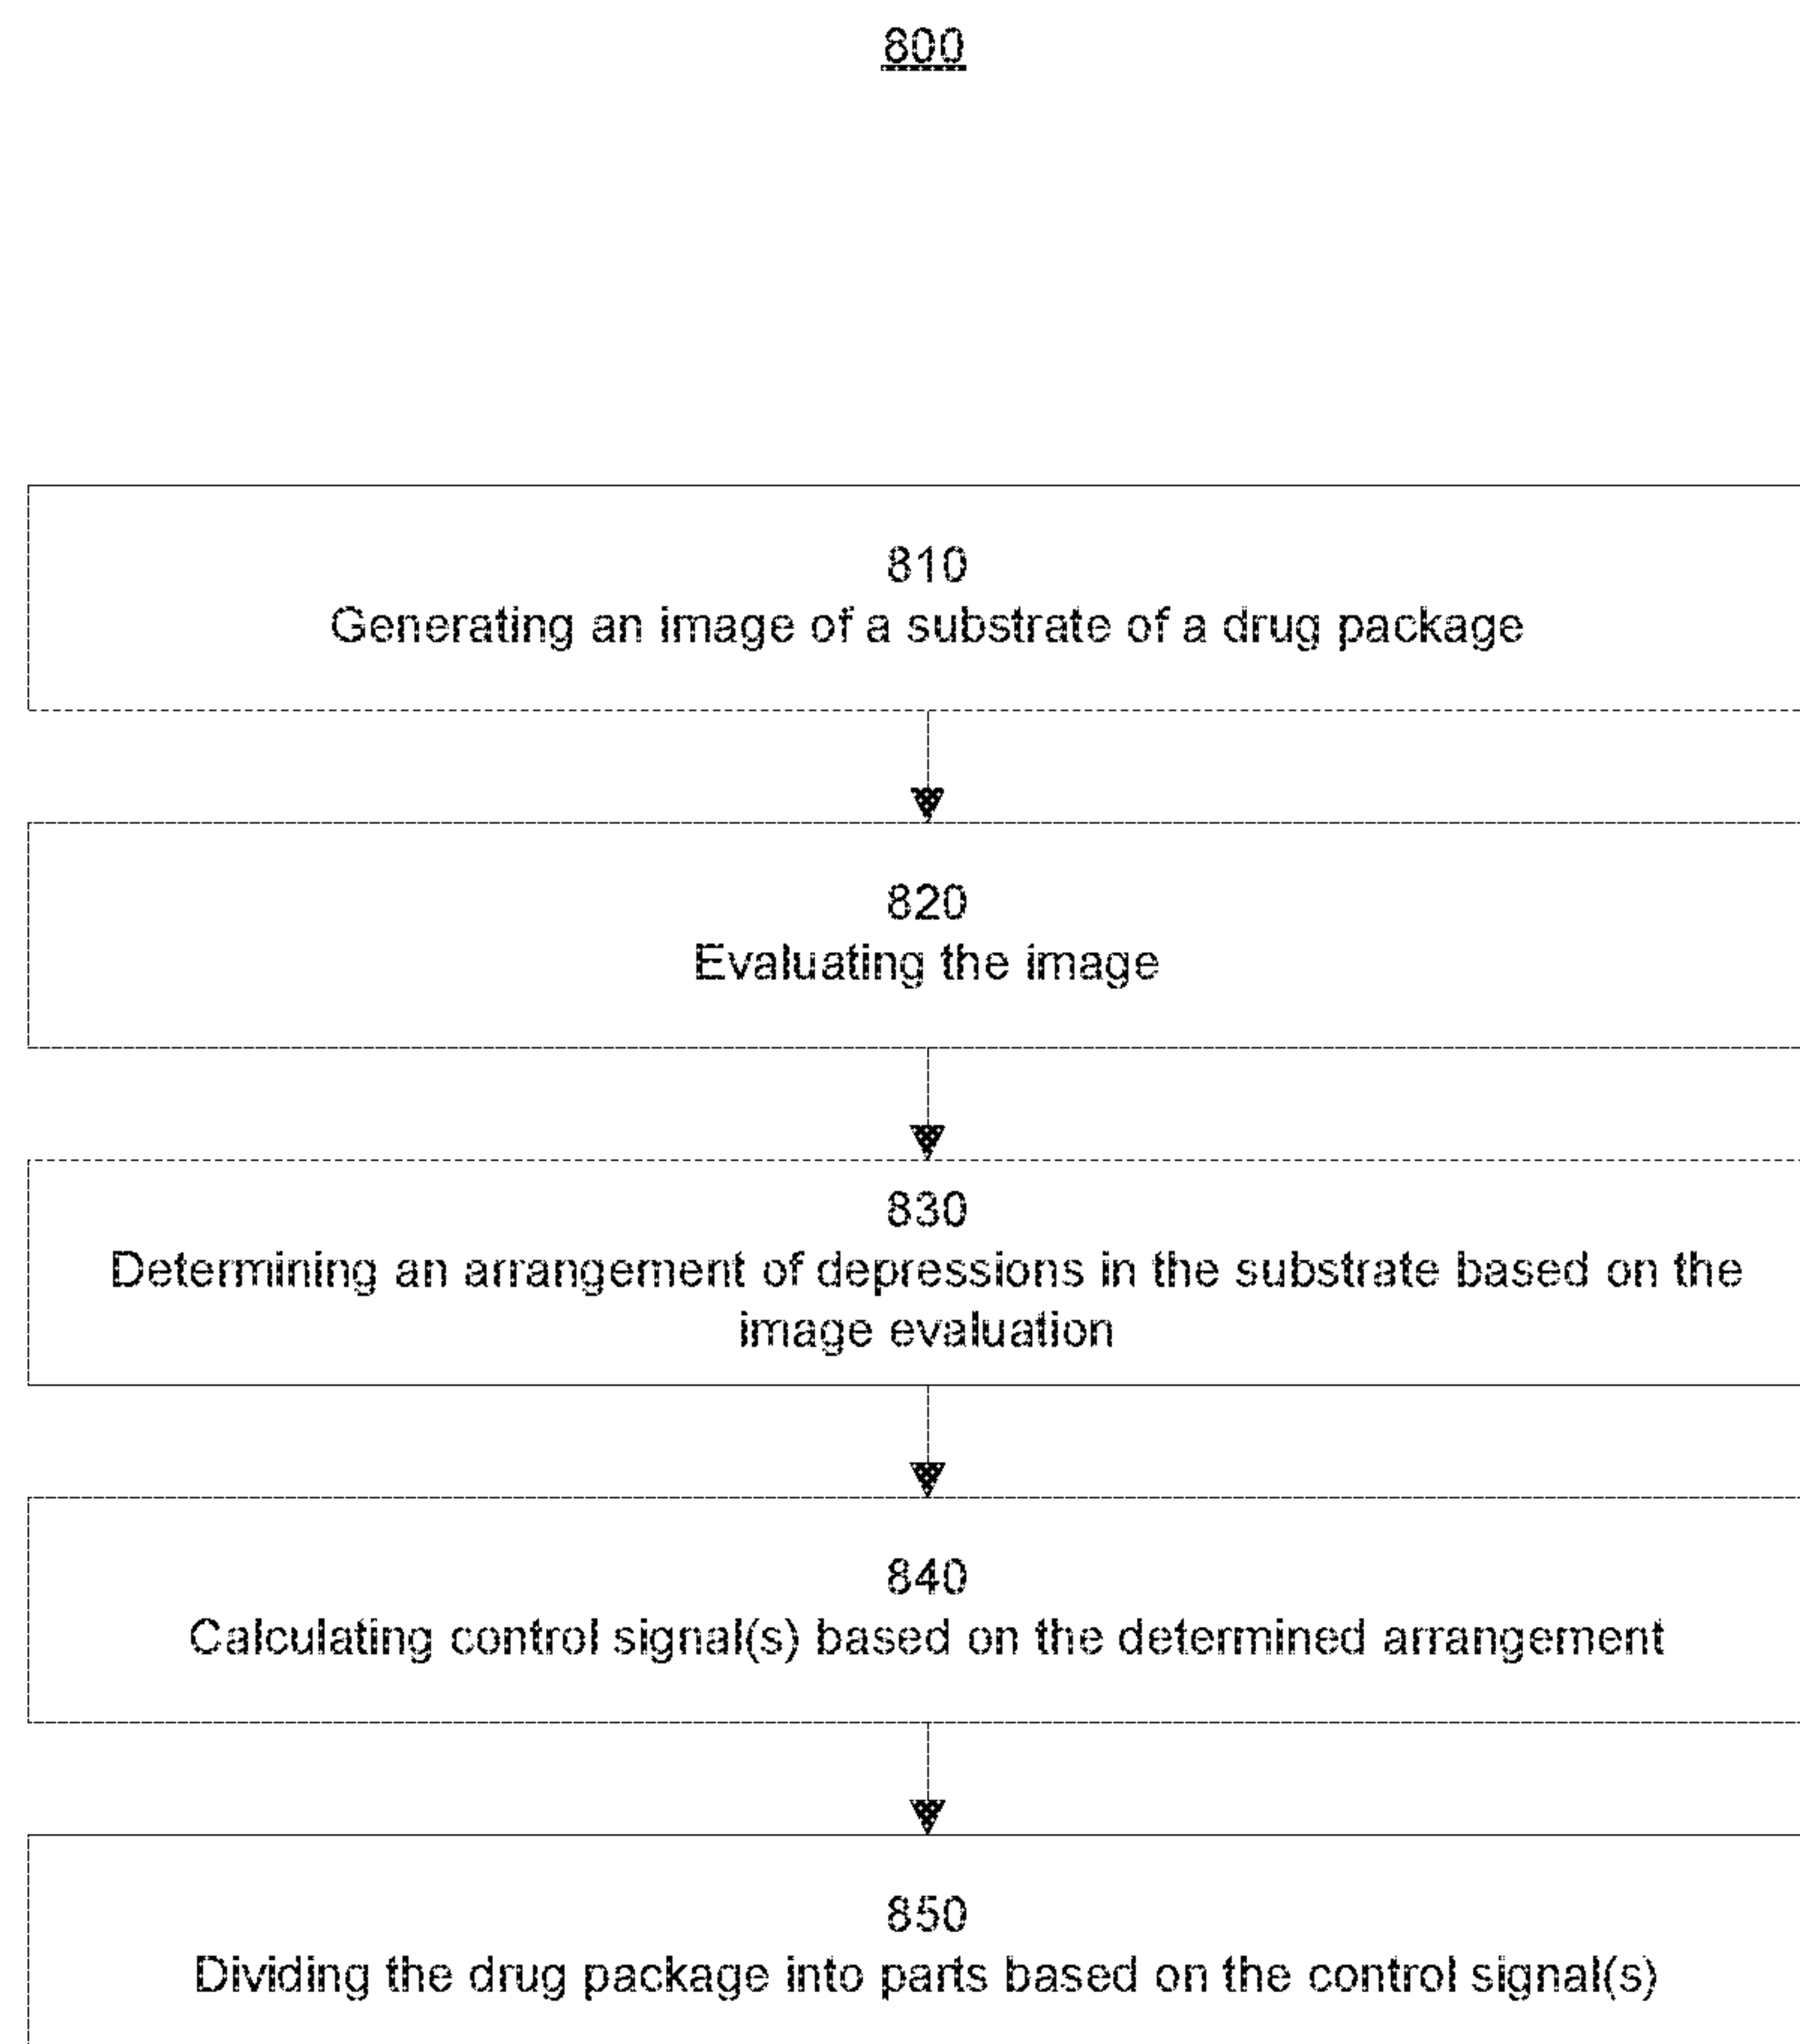 800
810
Generating an image of a substrate of a drug package
820
Evaluating the image
830
Determining an arrangement of depressions in the substrate based on the
image evaluation
840
Calculating control signal(s) based on the determined arrangement
850
Dividing the drug package into parts based on the control signal(s)